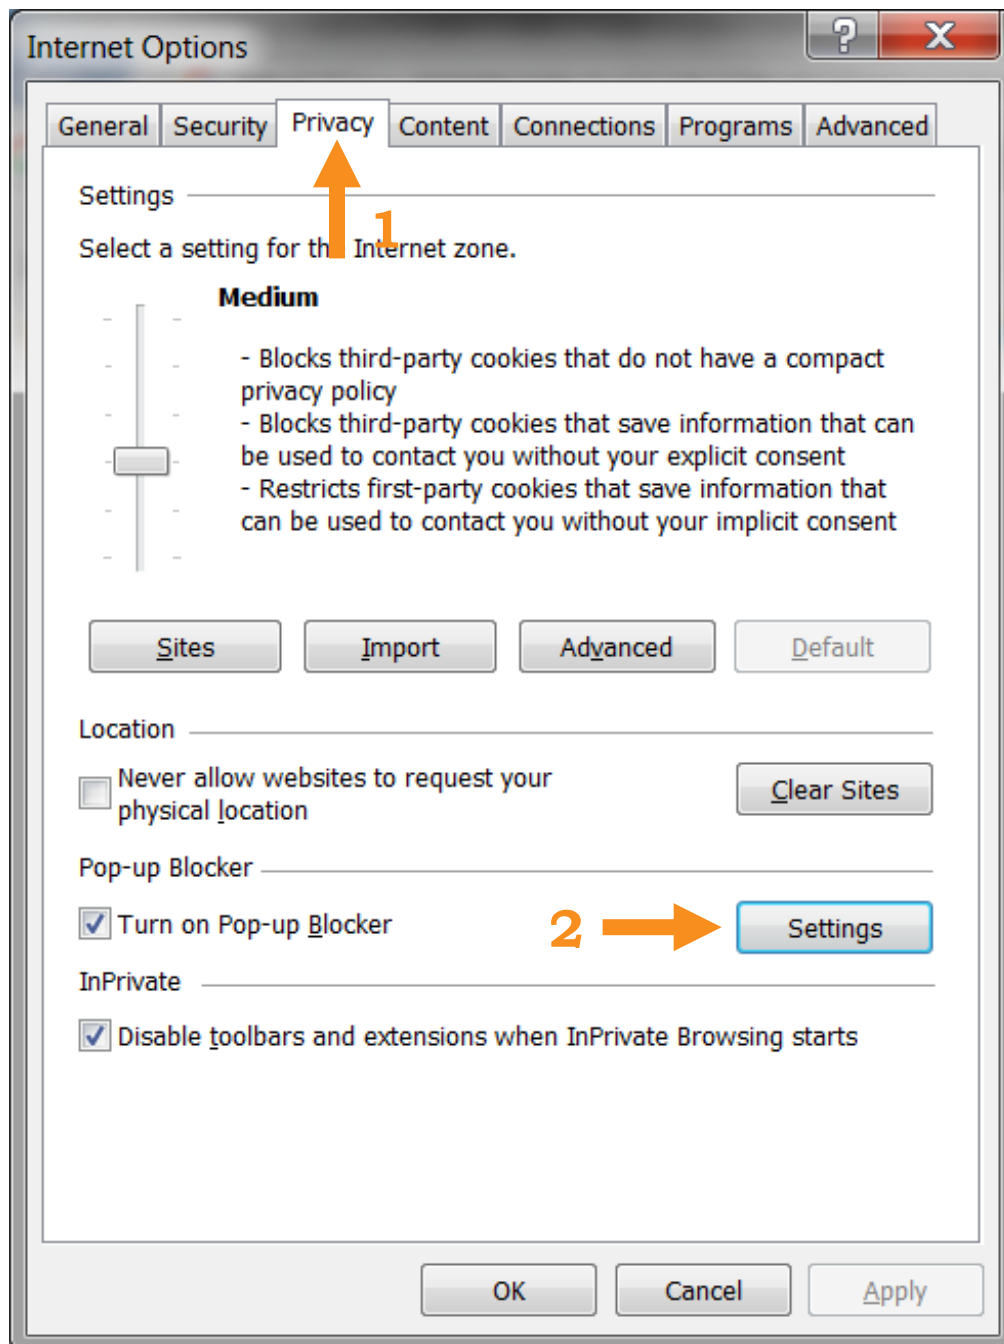 Internet Options
? X
General Security Privacy Content Connections Programs Advanced
Settings
1
Select a setting for the Internet zone.
Medium
- Blocks third-party cookies that do not have a compact
privacy policy
- Blocks third-party cookies that save information that can
be used to contact you without your explicit consent
- Restricts first-party cookies that save information that
can be used to contact you without your implicit consent
Sites Import Advanced Default
Location
Never allow websites to request your
physical location
Clear Sites
Pop-up Blocker
Turn on Pop-up Blocker 2 Settings
InPrivate
Disable toolbars and extensions when InPrivate Browsing starts
OK Cancel Apply